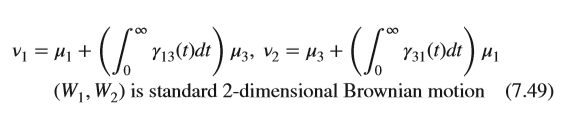 ν₁ = μ₁ + (∫₀^∞ γ₁₃(t)dt) μ₃, ν₂ = μ₃ + (∫₀^∞ γ₃₁(t)dt) μ₁
(W₁, W₂) is standard 2-dimensional Brownian motion (7.49)